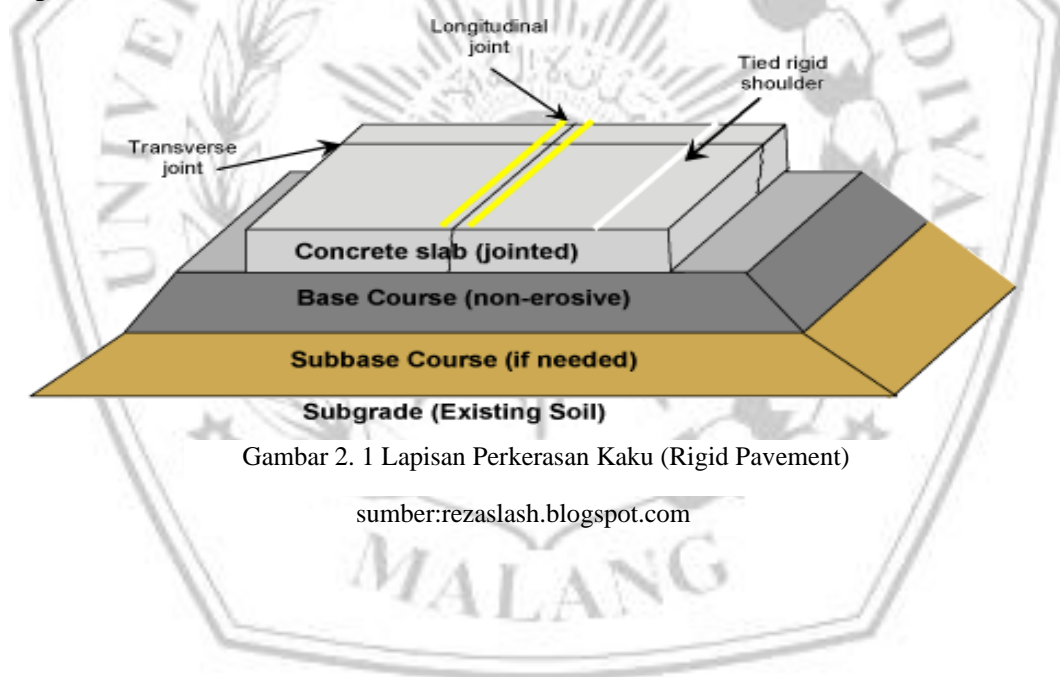 Longitudinal
joint
Tied rigid
shoulder
Transverse
joint
Concrete slab (jointed)
Base Course (non-erosive)
Subbase Course (if needed)
Subgrade (Existing Soil)
Gambar 2. 1 Lapisan Perkerasan Kaku (Rigid Pavement)
sumber:rezaslash.blogspot.com
MALANG